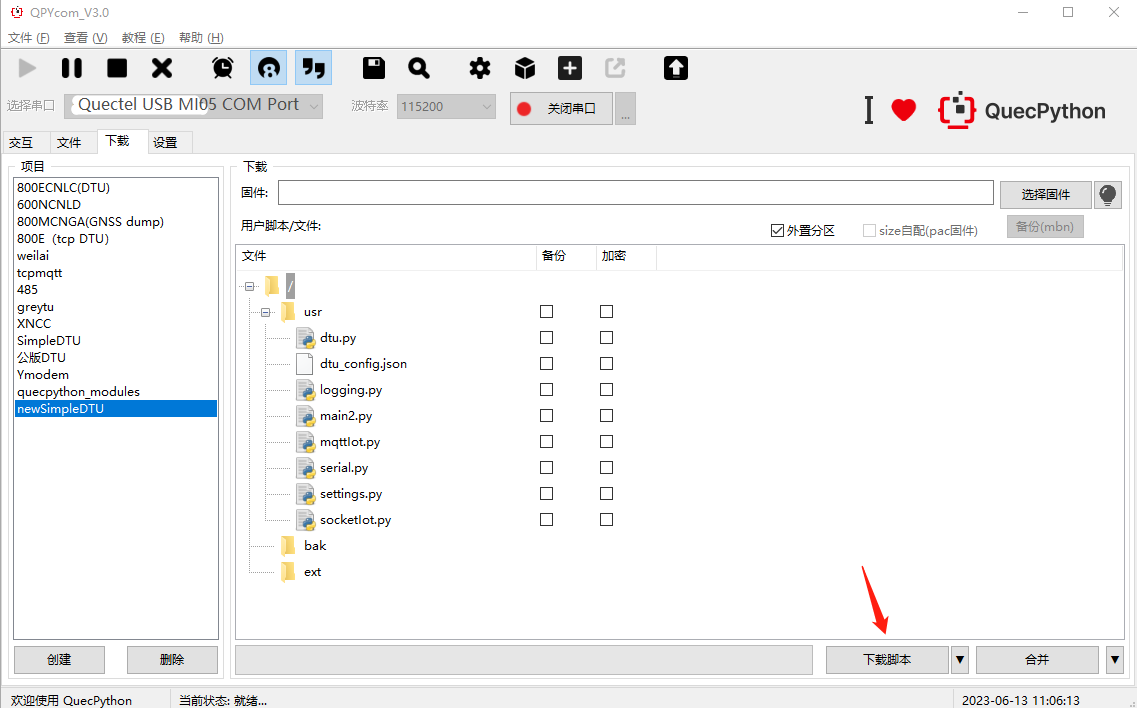 QPYcom_V3.0
文件 (F) 查看 (V) 教程 (E) 帮助 (H)
选择串口 Quectel USB MI05 COM Port 波特率 115200 关闭串口 ...
I QuecPython
交互 文件 下载 设置
项目
800ECNLC(DTU)
600NCNLD
800MCNGA(GNSS dump)
800E（tcp DTU)
weilai
tcpmqtt
485
greytu
XNCC
SimpleDTU
公版DTU
Ymodem
quecpython_modules
newSimpleDTU
创建 删除
下载
固件: 选择固件
用户脚本/文件: 外置分区 size自配(pac固件) 备份(mbn)
文件 备份 加密
/
usr
dtu.py
dtu_config.json
logging.py
main2.py
mqttIot.py
serial.py
settings.py
socketIot.py
bak
ext
下载脚本 合并
欢迎使用 QuecPython 当前状态: 就绪... 2023-06-13 11:06:13